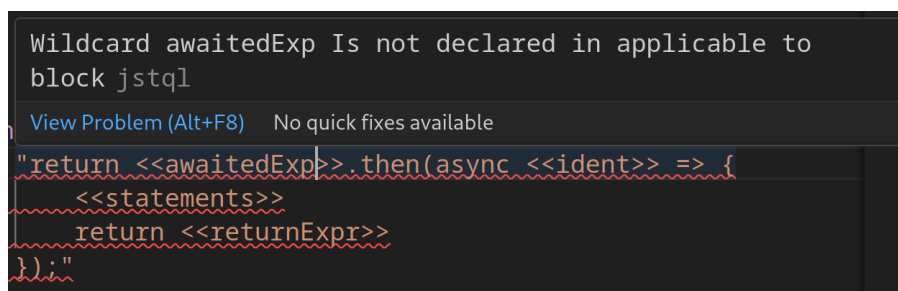 Wildcard awaitedExp Is not declared in applicable to
block jstql
View Problem (Alt+F8) No quick fixes available
"return <<awaitedExp>>.then(async <<ident>> => {
<<statements>>
return <<returnExpr>>
});"